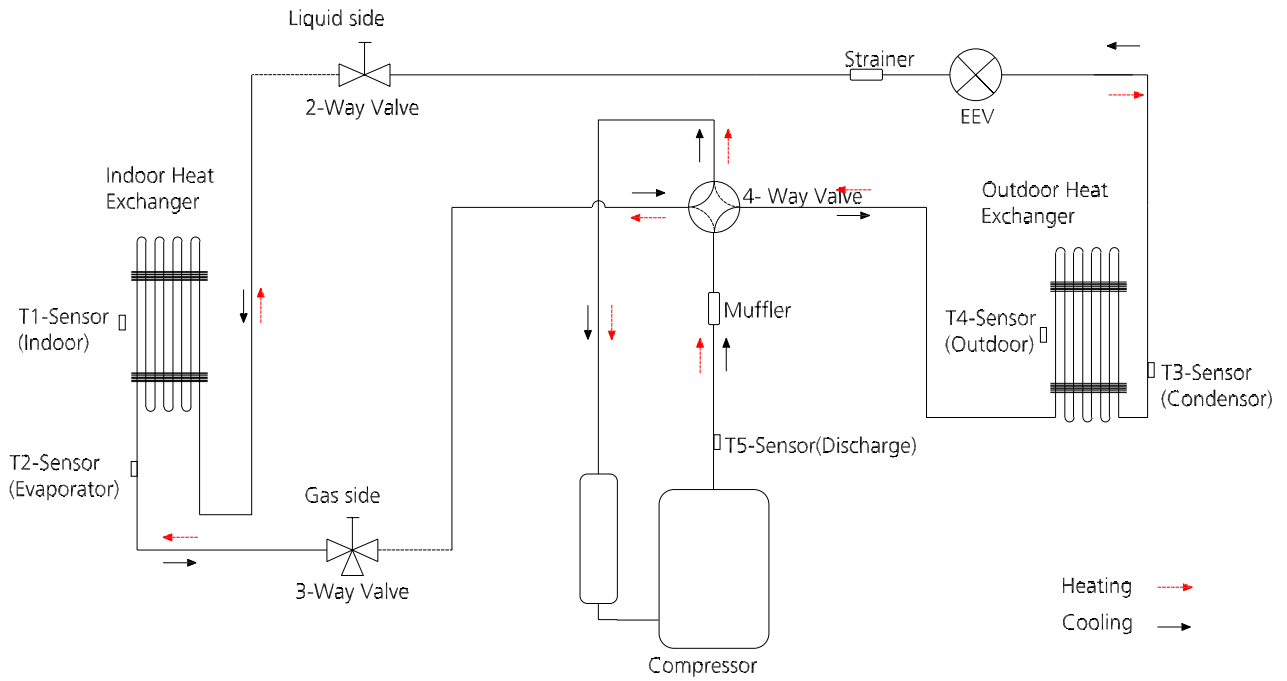 Liquid side
2-Way Valve
Strainer
EEV
Indoor Heat
Exchanger
4- Way Valve
Outdoor Heat
Exchanger
T1-Sensor
(Indoor)
Muffler
T4-Sensor
(Outdoor)
T3-Sensor
(Condensor)
T5-Sensor(Discharge)
T2-Sensor
(Evaporator)
Gas side
3-Way Valve
Compressor
Heating
Cooling